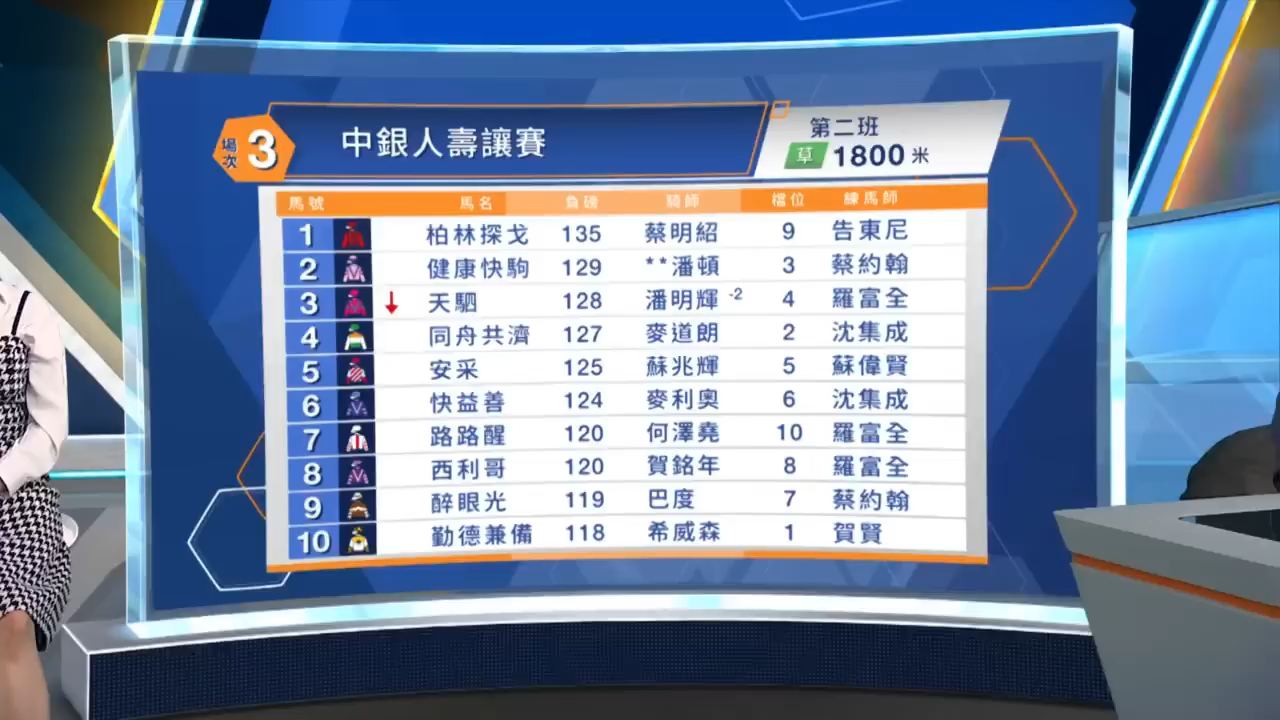 場次 3 中銀人壽讓賽 第二班
草 1800米
馬號 馬名 負磅 騎師 檔位 練馬師
1 柏林探戈 135 蔡明紹 9 告東尼
2 健康快駒 129 **潘頓 3 蔡約翰
3 天駟 128 潘明輝 -2 4 羅富全
4 同舟共濟 127 麥道朗 2 沈集成
5 安采 125 蘇兆輝 5 蘇偉賢
6 快益善 124 麥利奧 6 沈集成
7 路路醒 120 何澤堯 10 羅富全
8 西利哥 120 賀銘年 8 羅富全
9 醉眼光 119 巴度 7 蔡約翰
10 勤德兼備 118 希威森 1 賀賢